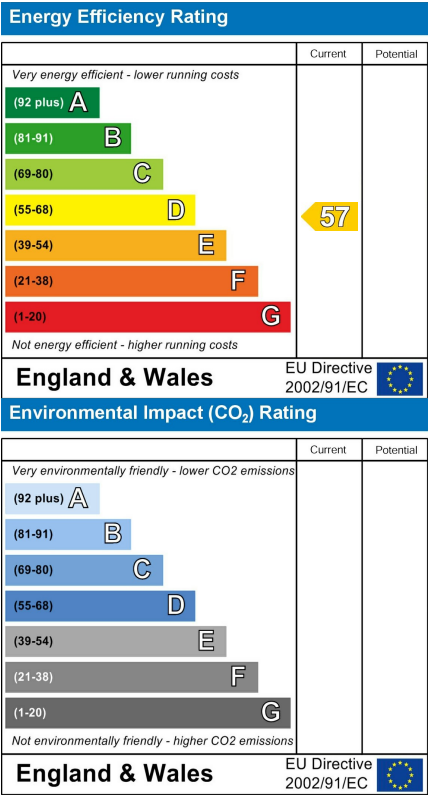 Energy Efficiency Rating
Current Potential
Very energy efficient - lower running costs
(92 plus) A
(81-91) B
(69-80) C
(55-68) D
57
(39-54) E
(21-38) F
(1-20) G
Not energy efficient - higher running costs
England & Wales
EU Directive
2002/91/EC
Environmental Impact (CO₂) Rating
Current Potential
Very environmentally friendly - lower CO2 emissions
(92 plus) A
(81-91) B
(69-80) C
(55-68) D
(39-54) E
(21-38) F
(1-20) G
Not environmentally friendly - higher CO2 emissions
England & Wales
EU Directive
2002/91/EC